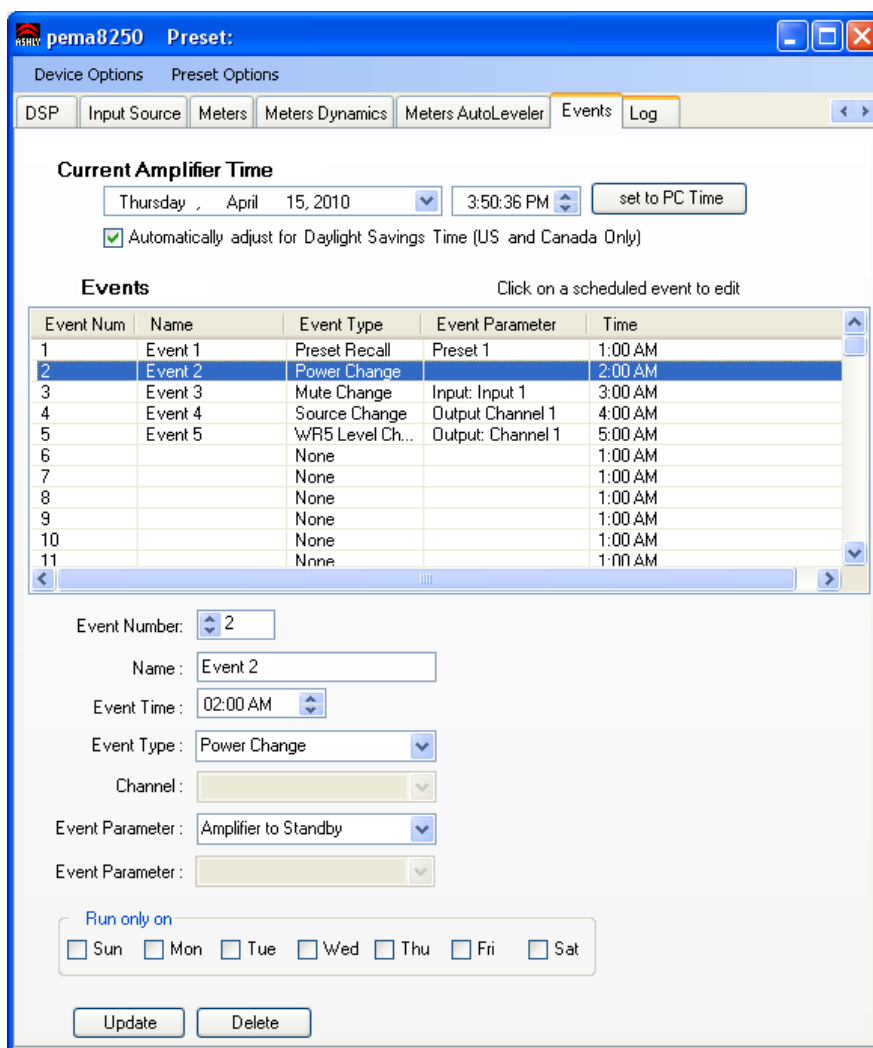 ASHLY pema8250 Preset:
Device Options Preset Options
DSP Input Source Meters Meters Dynamics Meters AutoLeveler Events Log
Current Amplifier Time
Thursday , April 15, 2010 3:50:36 PM set to PC Time
Automatically adjust for Daylight Savings Time (US and Canada Only)
Events Click on a scheduled event to edit
Event Num Name Event Type Event Parameter Time
1 Event 1 Preset Recall Preset 1 1:00 AM
2 Event 2 Power Change 2:00 AM
3 Event 3 Mute Change Input: Input 1 3:00 AM
4 Event 4 Source Change Output Channel 1 4:00 AM
5 Event 5 WR5 Level Ch... Output: Channel 1 5:00 AM
6 None 1:00 AM
7 None 1:00 AM
8 None 1:00 AM
9 None 1:00 AM
10 None 1:00 AM
11 None 1:00 AM
Event Number: 2
Name : Event 2
Event Time : 02:00 AM
Event Type : Power Change
Channel :
Event Parameter : Amplifier to Standby
Event Parameter :
Run only on
Sun Mon Tue Wed Thu Fri Sat
Update Delete